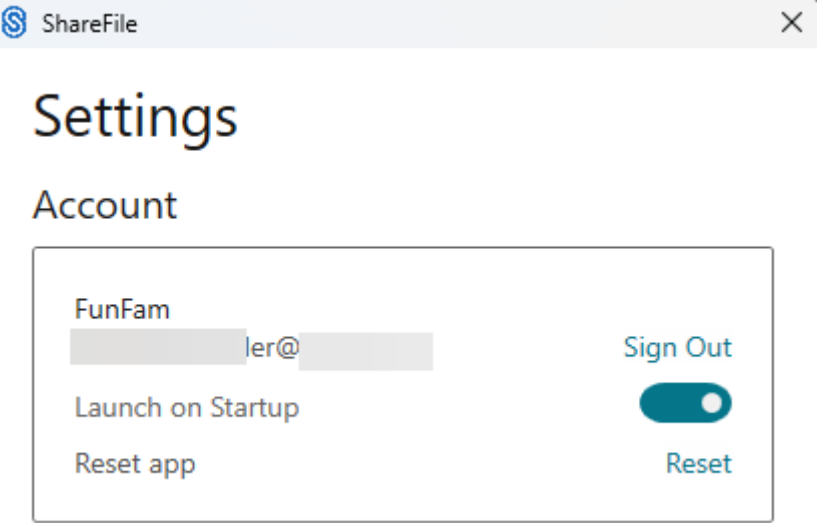 ShareFile
Settings
Account
FunFam
ler@
Sign Out
Launch on Startup
Reset app
Reset